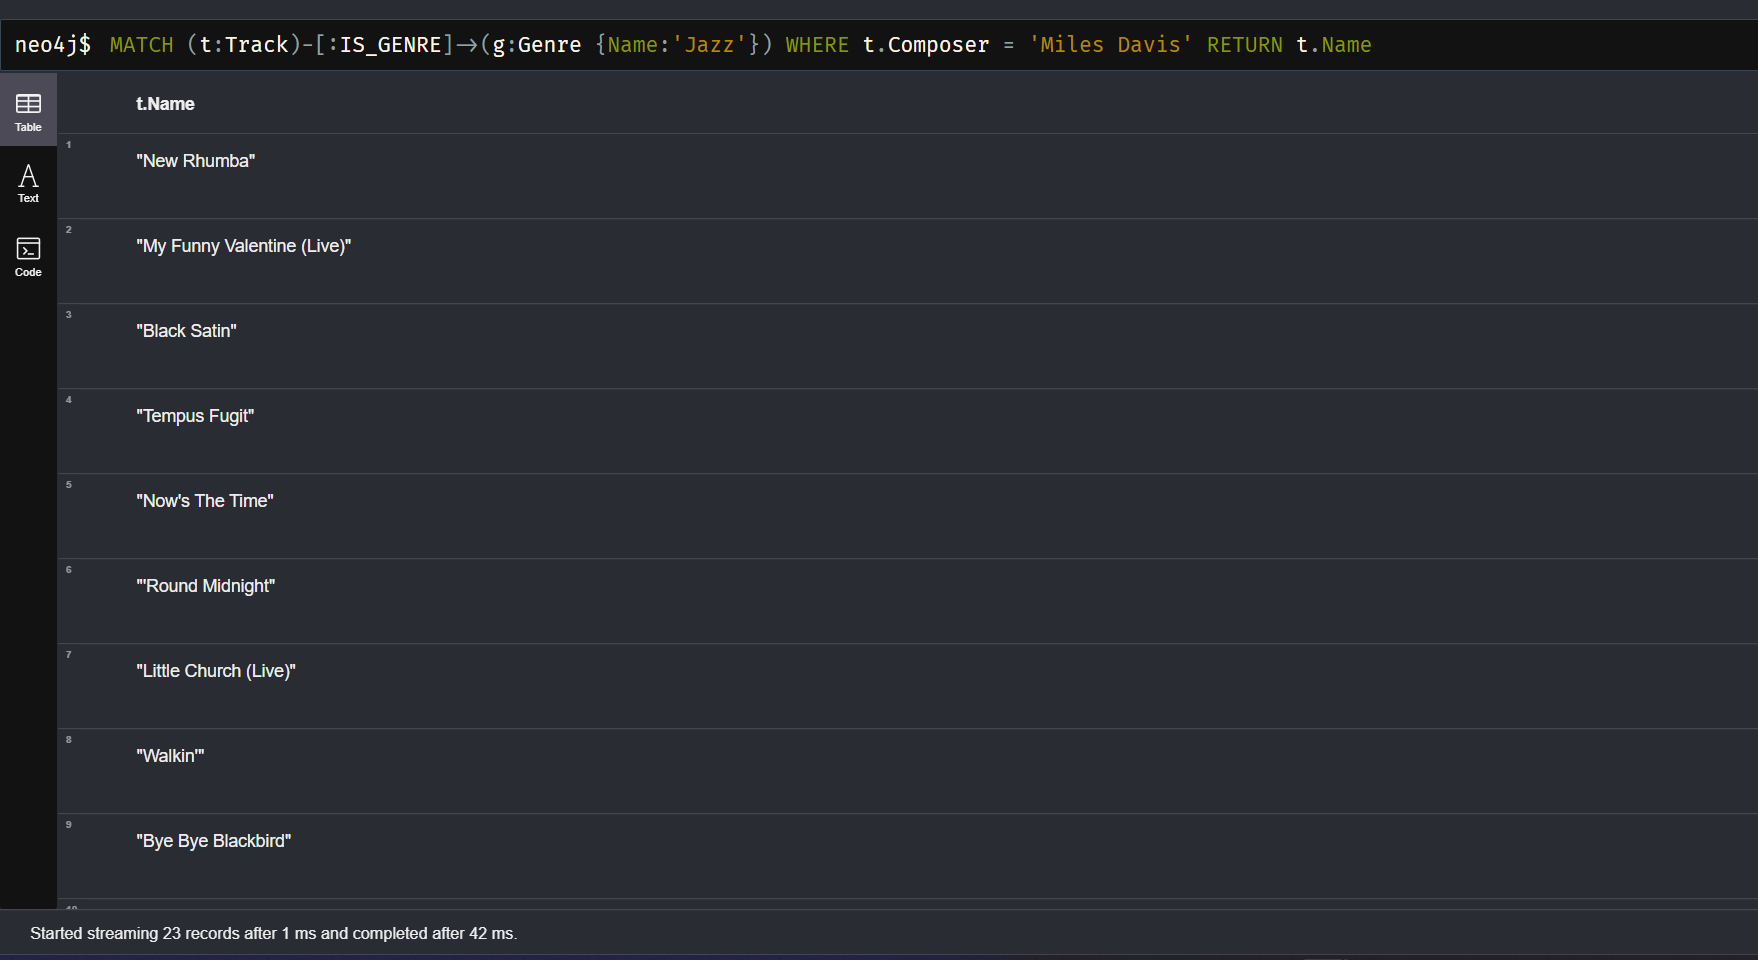 neo4j$ MATCH (t:Track)-[:IS_GENRE]→(g:Genre {Name:'Jazz'}) WHERE t.Composer = 'Miles Davis' RETURN t.Name
Table
Text
Code
t.Name
1
"New Rhumba"
2
"My Funny Valentine (Live)"
3
"Black Satin"
4
"Tempus Fugit"
5
"Now's The Time"
6
"'Round Midnight"
7
"Little Church (Live)"
8
"Walkin'"
9
"Bye Bye Blackbird"
10
Started streaming 23 records after 1 ms and completed after 42 ms.